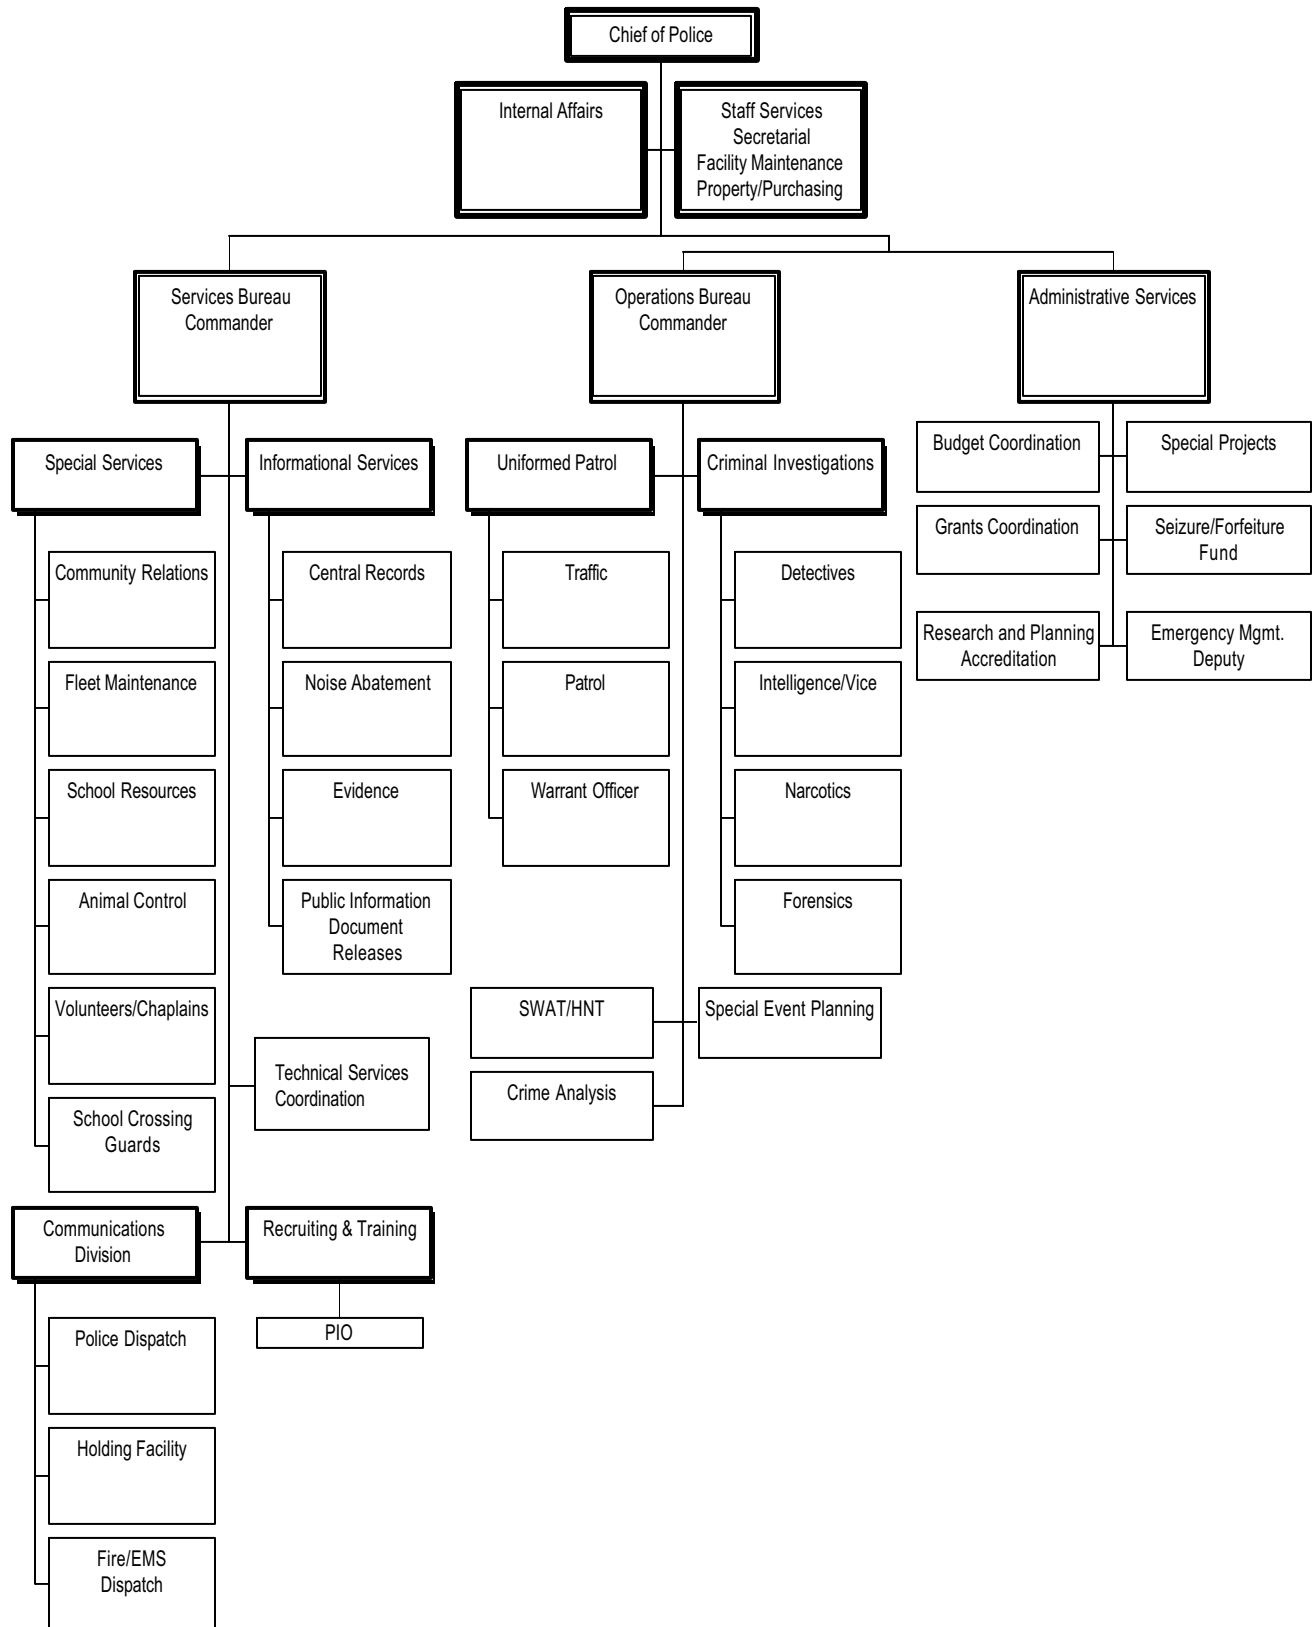 Chief of Police
Internal Affairs
Staff Services
Secretarial
Facility Maintenance
Property/Purchasing
Services Bureau
Commander
Operations Bureau
Commander
Administrative Services
Special Services
Informational Services
Uniformed Patrol
Criminal Investigations
Budget Coordination
Special Projects
Grants Coordination
Seizure/Forfeiture
Fund
Research and Planning
Accreditation
Emergency Mgmt.
Deputy
Community Relations
Fleet Maintenance
School Resources
Animal Control
Volunteers/Chaplains
School Crossing
Guards
Central Records
Noise Abatement
Evidence
Public Information
Document
Releases
Technical Services
Coordination
Traffic
Patrol
Warrant Officer
Detectives
Intelligence/Vice
Narcotics
Forensics
SWAT/HNT
Special Event Planning
Crime Analysis
Communications
Division
Recruiting & Training
PIO
Police Dispatch
Holding Facility
Fire/EMS
Dispatch